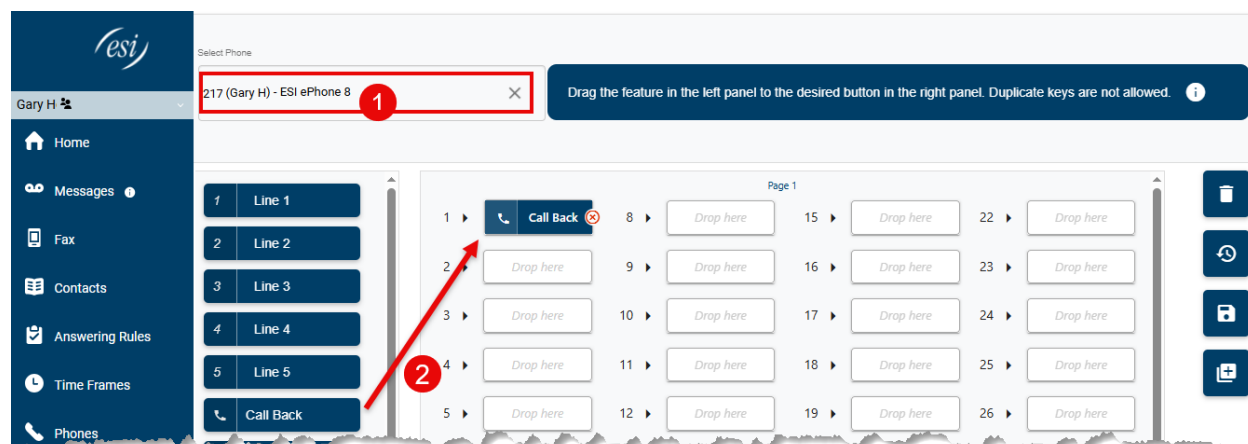 esi
Select Phone
217 (Gary H) - ESI ePhone 8
1
Drag the feature in the left panel to the desired button in the right panel. Duplicate keys are not allowed.
i
Gary H
Home
Messages
Fax
Contacts
Answering Rules
Time Frames
Phones
1 Line 1
2 Line 2
3 Line 3
4 Line 4
5 Line 5
Call Back
2
Page 1
1 Call Back 8 Drop here 15 Drop here 22 Drop here
2 Drop here 9 Drop here 16 Drop here 23 Drop here
3 Drop here 10 Drop here 17 Drop here 24 Drop here
4 Drop here 11 Drop here 18 Drop here 25 Drop here
5 Drop here 12 Drop here 19 Drop here 26 Drop here